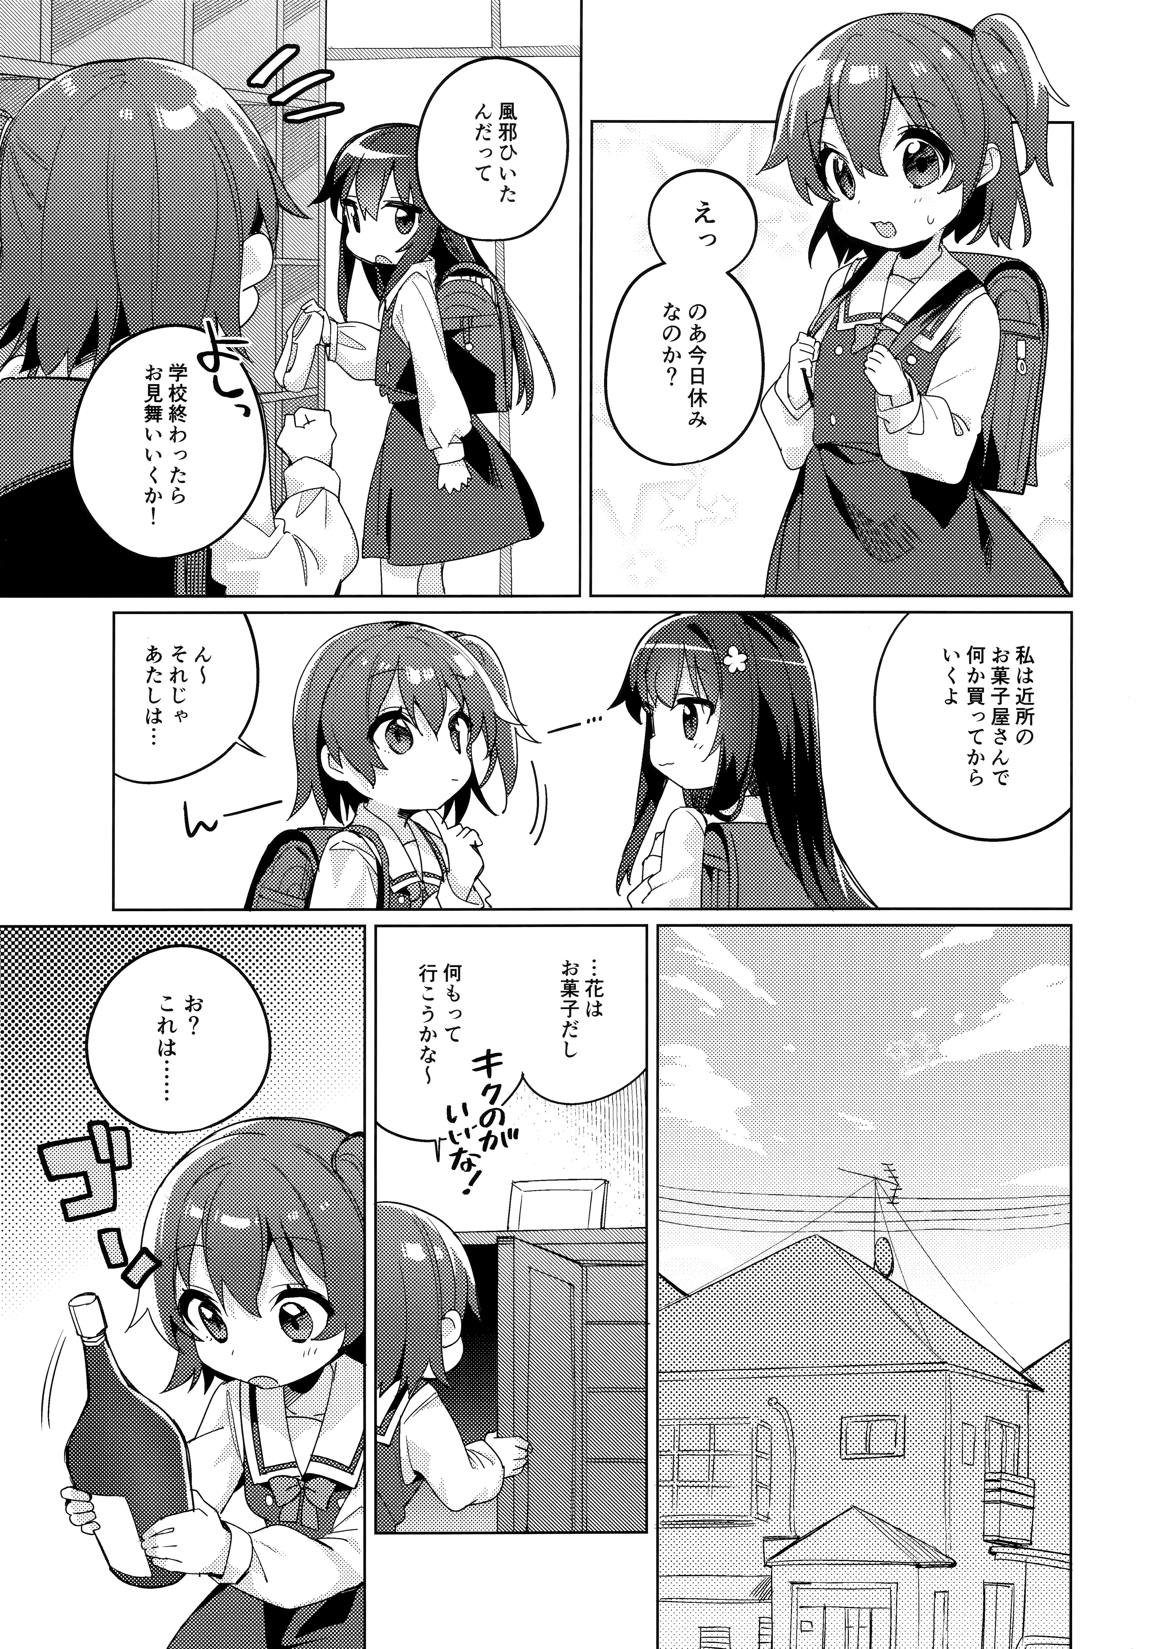 えっ
のあ今日休み
なのか？
風邪ひいた
んだって
よしっ
学校終わったら
お見舞いいくか！
私は近所の
お菓子屋さんで
何か買ってから
いくよ
ん～
それじゃ
あたしは…
んー
…花は
お菓子だし
何もって
行こうかな～
キクのが
いいな！
お？
これは……
ゴソッ